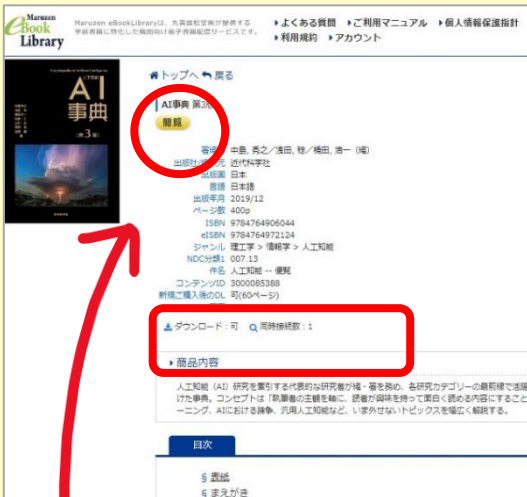 Maruzen
eBook
Library
Maruzen eBookLibraryは、丸善雄松堂が提供する
学術書籍に特化した機関向け電子書籍配信サービスです。
よくある質問 ご利用マニュアル 個人情報保護指針
利用規約 アカウント
AI
事典
第3版
トップへ 戻る
AI事典 第3
閲覧
中島, 秀之／浅田, 稔／橋田, 浩一（編）
出版社 近代科学社
出版国 日本
言語 日本語
出版年月 2019/12
ページ数 400p
ISBN 9784764906044
eISBN 9784764972124
ジャンル 理工学 > 情報学 > 人工知能
NDC分類1 007.13
件名 人工知能 -- 便覧
コンテンツID 3000085388
新規ご購入後のDL 可(60ページ)
ダウンロード：可 同時接続数：1
商品内容
人工知能（AI）研究を牽引する代表的な研究者が編・著を務め、各研究カテゴリーの最前線で活躍
けた事典。コンセプトは「執筆者の主観を軸に、読者が興味を持って面白く読める内容にすること
ーニング、AIにおける論争、汎用人工知能など、いま外せないトピックスを幅広く解説する。
目次
§ 表紙
§ まえがき